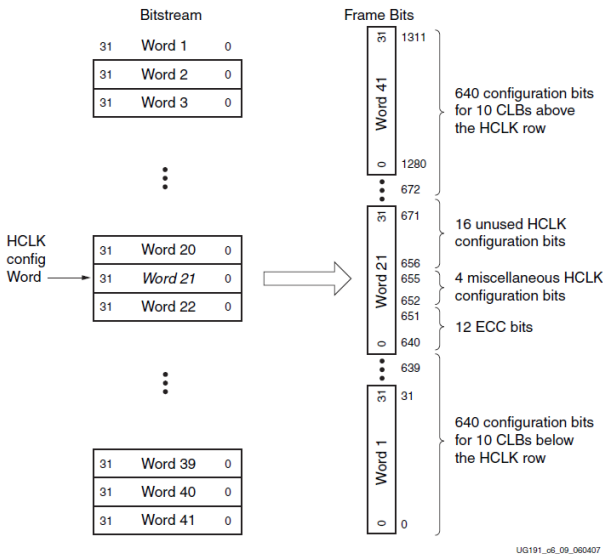 Bitstream
Frame Bits
31 Word 1 0
31 Word 2 0
31 Word 3 0
HCLK
config
Word
31 Word 20 0
31 Word 21 0
31 Word 22 0
31 Word 39 0
31 Word 40 0
31 Word 41 0
31 1311
Word 41
0 1280
672
31 671
Word 21
656
655
652
651
0 640
639
31 31
Word 1
0 0
640 configuration bits
for 10 CLBs above
the HCLK row
16 unused HCLK
configuration bits
4 miscellaneous HCLK
configuration bits
12 ECC bits
640 configuration bits
for 10 CLBs below
the HCLK row
UG191_c6_09_060407